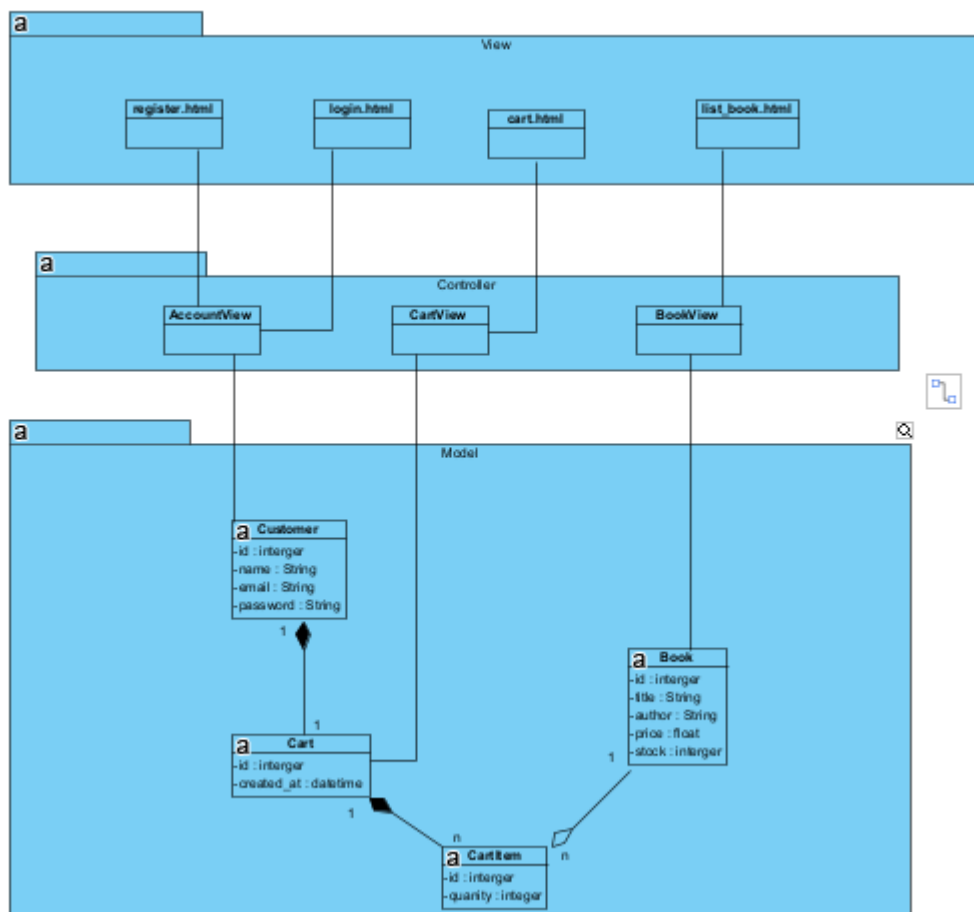 a
View
register.html
login.html
cart.html
list_book.html
a
Controller
AccountView
CartView
BookView
a
Model
a Customer
-id : interger
-name : String
-email : String
-password : String
1
1
a Cart
-id : interger
-created_at : datetime
1
n
a CartItem
-id : interger
-quanity : integer
a Book
-id : interger
-title : String
-author : String
-price : float
-stock : interger
1
n